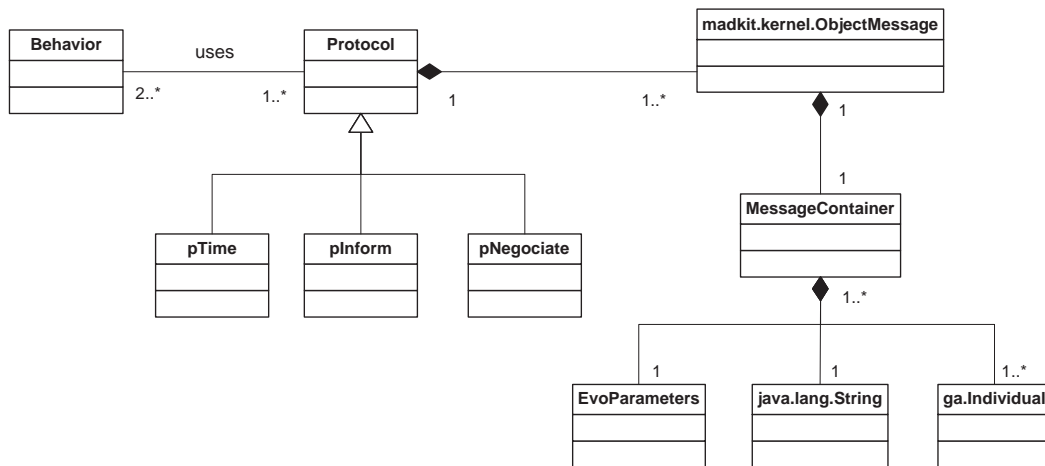 madkit.kernel.ObjectMessage
Behavior
Protocol
uses
2..*
1..*
1
1..*
1
1
MessageContainer
pTime
pInform
pNegociate
1..*
1
1
1..*
EvoParameters
java.lang.String
ga.Individual